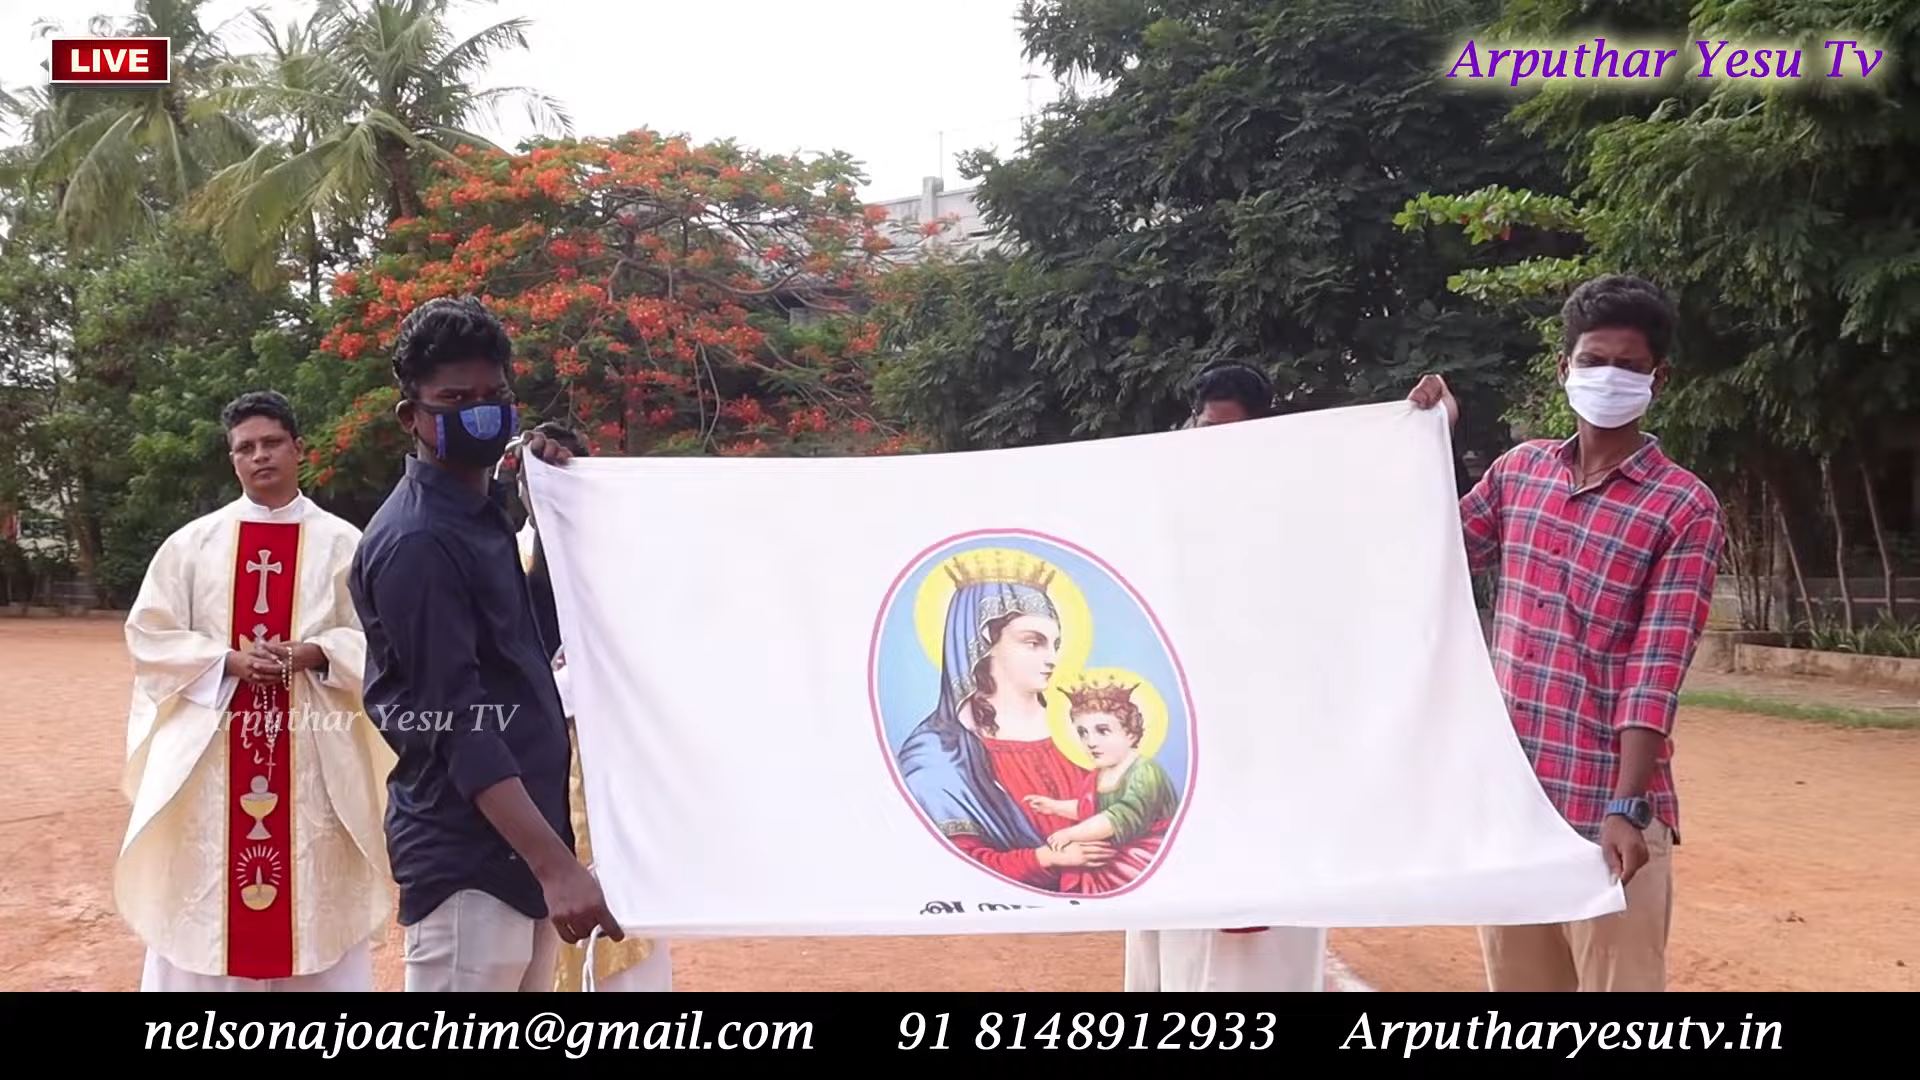 LIVE
Arputhar Yesu Tv
Arputhar Yesu TV
nelsonajoachim@gmail.com 91 8148912933 Arputharyesutv.in